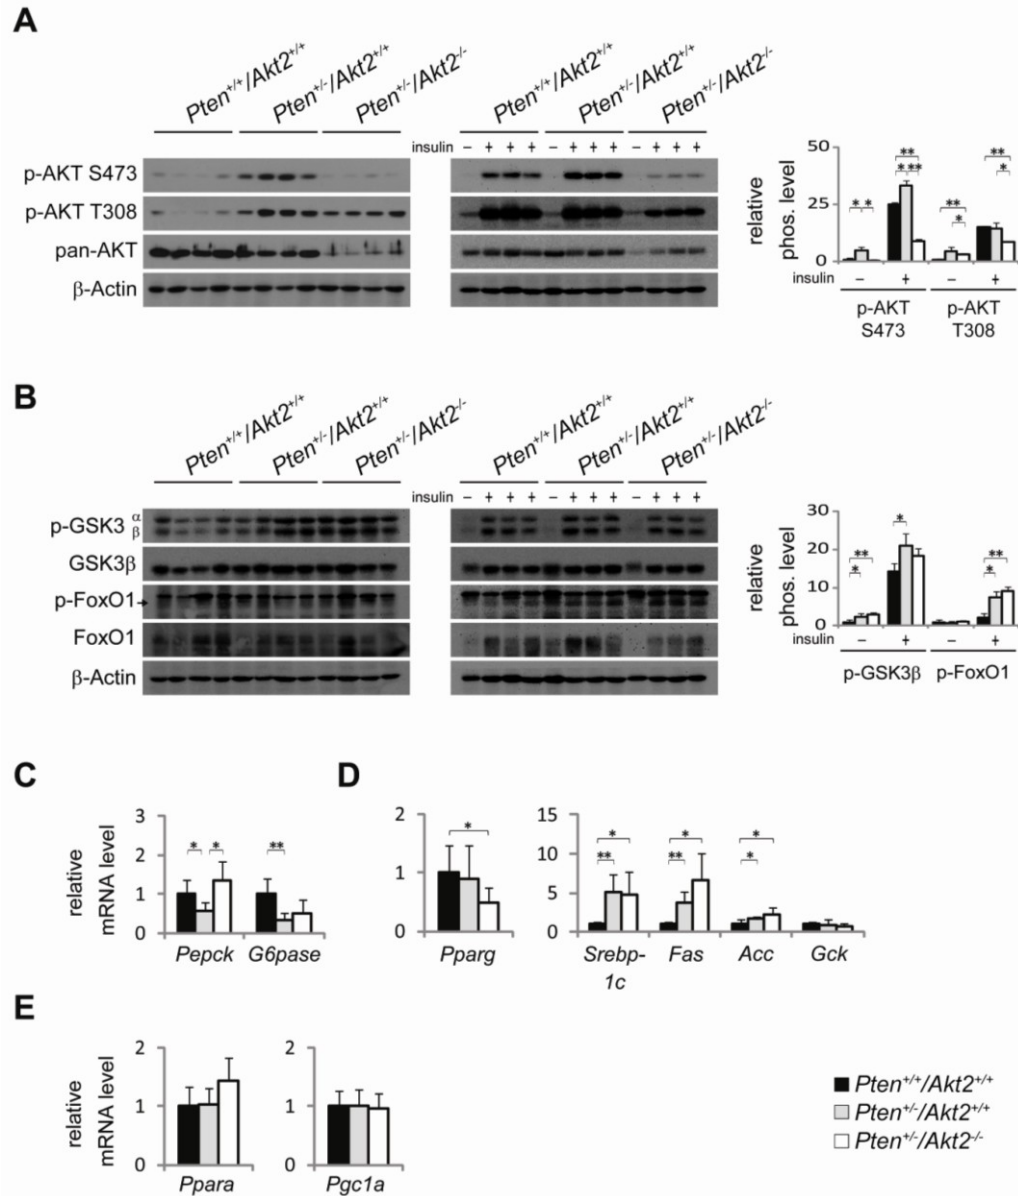 A
Pten+/+/Akt2+/+ Pten+/-/Akt2+/+ Pten+/-/Akt2-/- Pten+/+/Akt2+/+ Pten+/-/Akt2+/+ Pten+/-/Akt2-/-
insulin – + + + – + + + – + + +
p-AKT S473
p-AKT T308
pan-AKT
β-Actin
relative
phos. level
50
25
0
** * ** ** * * * ** * ** *
insulin – + – +
p-AKT
S473
p-AKT
T308
B
Pten+/+/Akt2+/+ Pten+/-/Akt2+/+ Pten+/-/Akt2-/- Pten+/+/Akt2+/+ Pten+/-/Akt2+/+ Pten+/-/Akt2-/-
insulin – + + + – + + + – + + +
p-GSK3 α
β
GSK3β
p-FoxO1
FoxO1
β-Actin
relative
phos. level
30
20
10
0
* ** ** * *
insulin – + – +
p-GSK3β p-FoxO1
C
relative
mRNA level
3
2
1
0
* * **
Pepck G6pase
D
2
1
0
*
Pparg
15
10
5
0
* * *
** ** *
Srebp-
1c
Fas Acc Gck
E
relative
mRNA level
2
1
0
Ppara
2
1
0
Pgc1a
Pten+/+/Akt2+/+
Pten+/-/Akt2+/+
Pten+/-/Akt2-/-